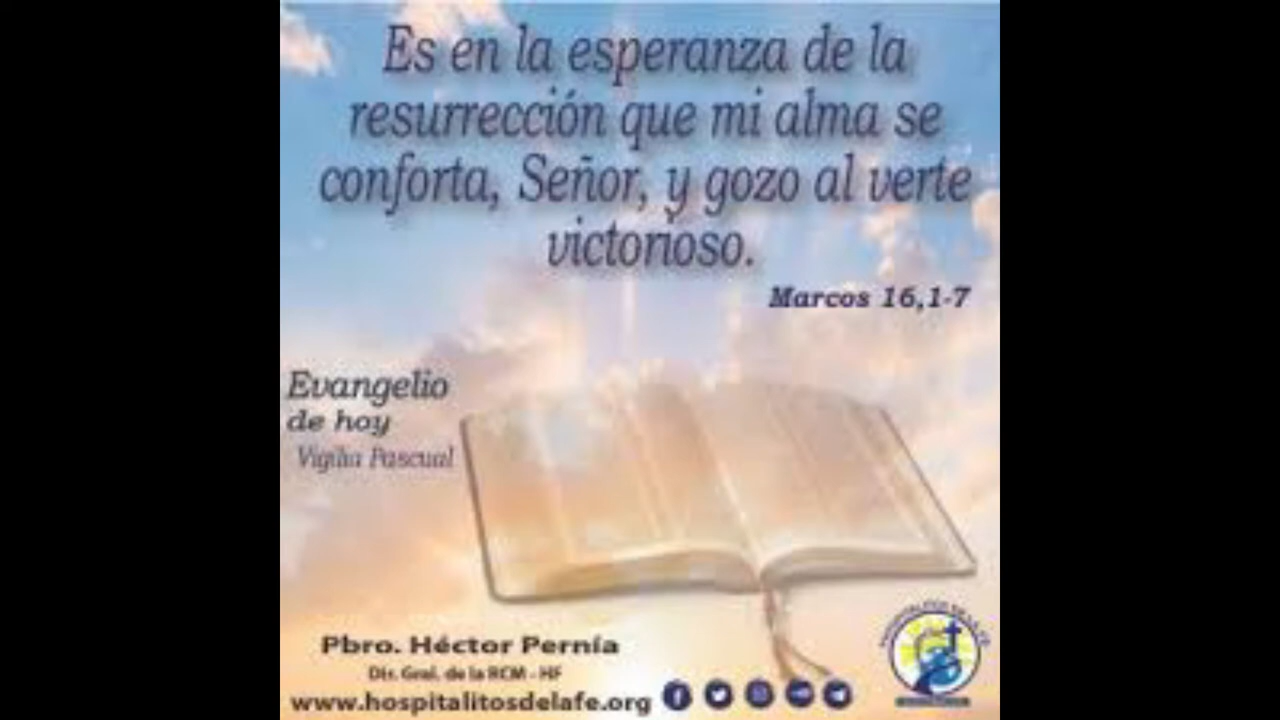 Es en la esperanza de la
resurrección que mi alma se
conforta, Señor, y gozo al verte
victorioso.
Marcos 16,1-7
Evangelio
de hoy
Vigilia Pascual
Pbro. Héctor Pernía
Dir. Gral. de la RCM - HF
www.hospitalitosdelafe.org